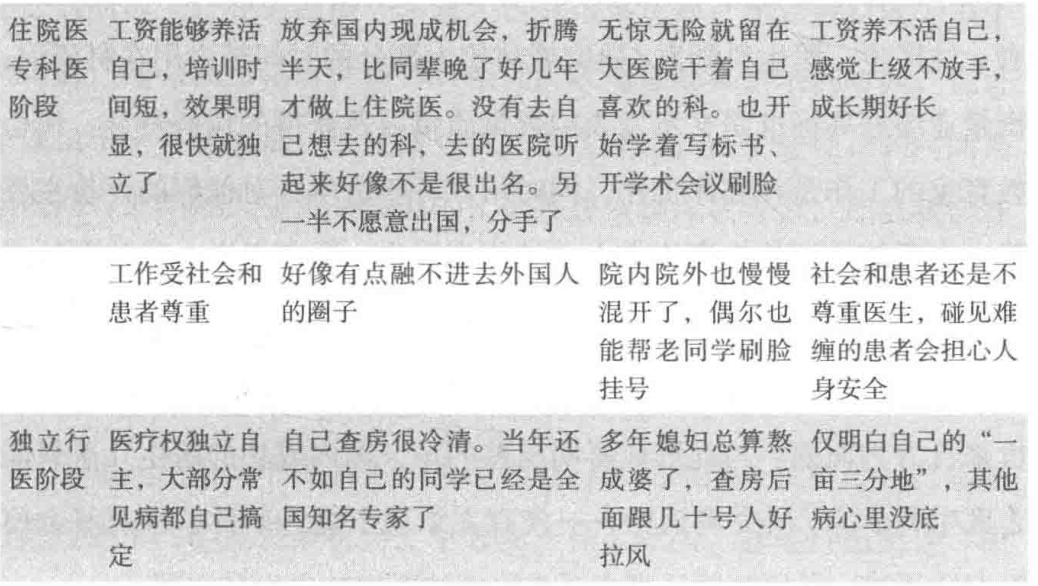 住院医
专科医
阶段
工资能够养活
自己，培训时
间短，效果明
显，很快就独
立了
放弃国内现成机会，折腾
半天，比同辈晚了好几年
才做上住院医。没有去自
己想去的科，去的医院听
起来好像不是很出名。另
一半不愿意出国，分手了
无惊无险就留在
大医院干着自己
喜欢的科。也开
始学着写标书、
开学术会议刷脸
工资养不活自己，
感觉上级不放手，
成长期好长
工作受社会和
患者尊重
好像有点融不进去外国人
的圈子
院内院外也慢慢
混开了，偶尔也
能帮老同学刷脸
挂号
社会和患者还是不
尊重医生，碰见难
缠的患者会担心人
身安全
独立行
医阶段
医疗权独立自
主，大部分常
见病都自己搞
定
自己查房很冷清。当年还
不如自己的同学已经是全
国知名专家了
多年媳妇总算熬
成婆了，查房后
面跟几十号人好
拉风
仅明白自己的“一
亩三分地”，其他
病心里没底